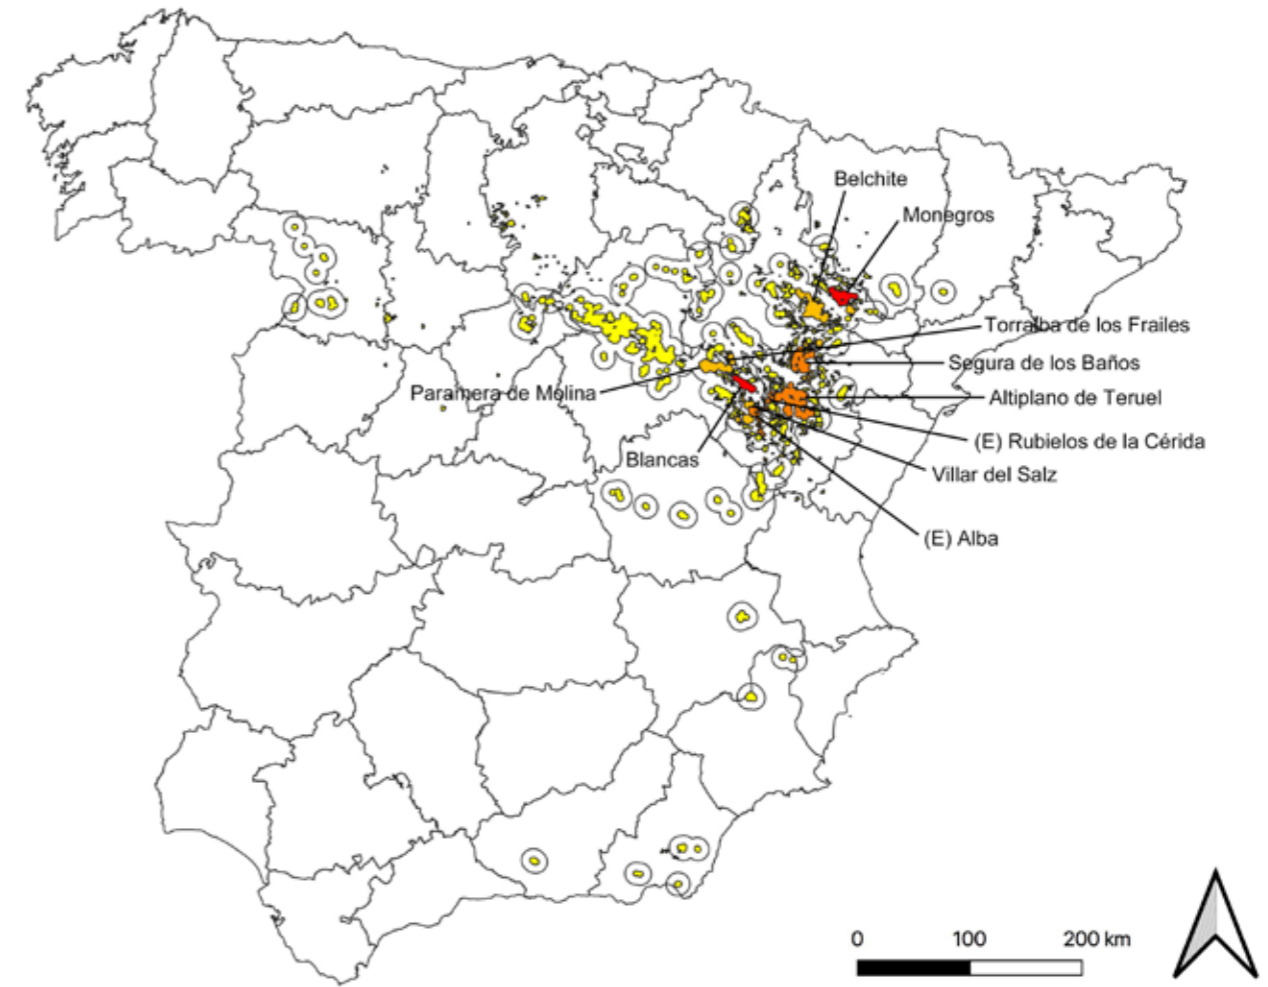 Belchite
Monegros
Torralba de los Frailes
Segura de los Baños
Paramera de Molina
Altiplano de Teruel
(E) Rubielos de la Cérida
Blancas
Villar del Salz
(E) Alba
0 100 200 km